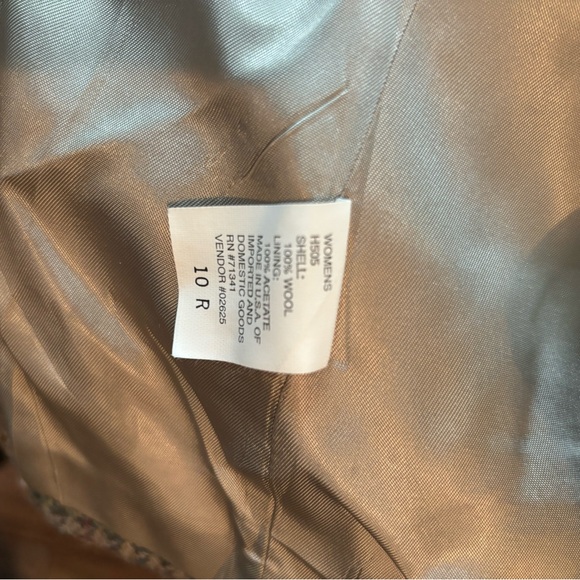 WOMENS
H505
SHELL:
100% WOOL
LINING:
100% ACETATE
MADE IN U.S.A. OF
IMPORTED AND
DOMESTIC GOODS
RN #71341
VENDOR #02625
10 R